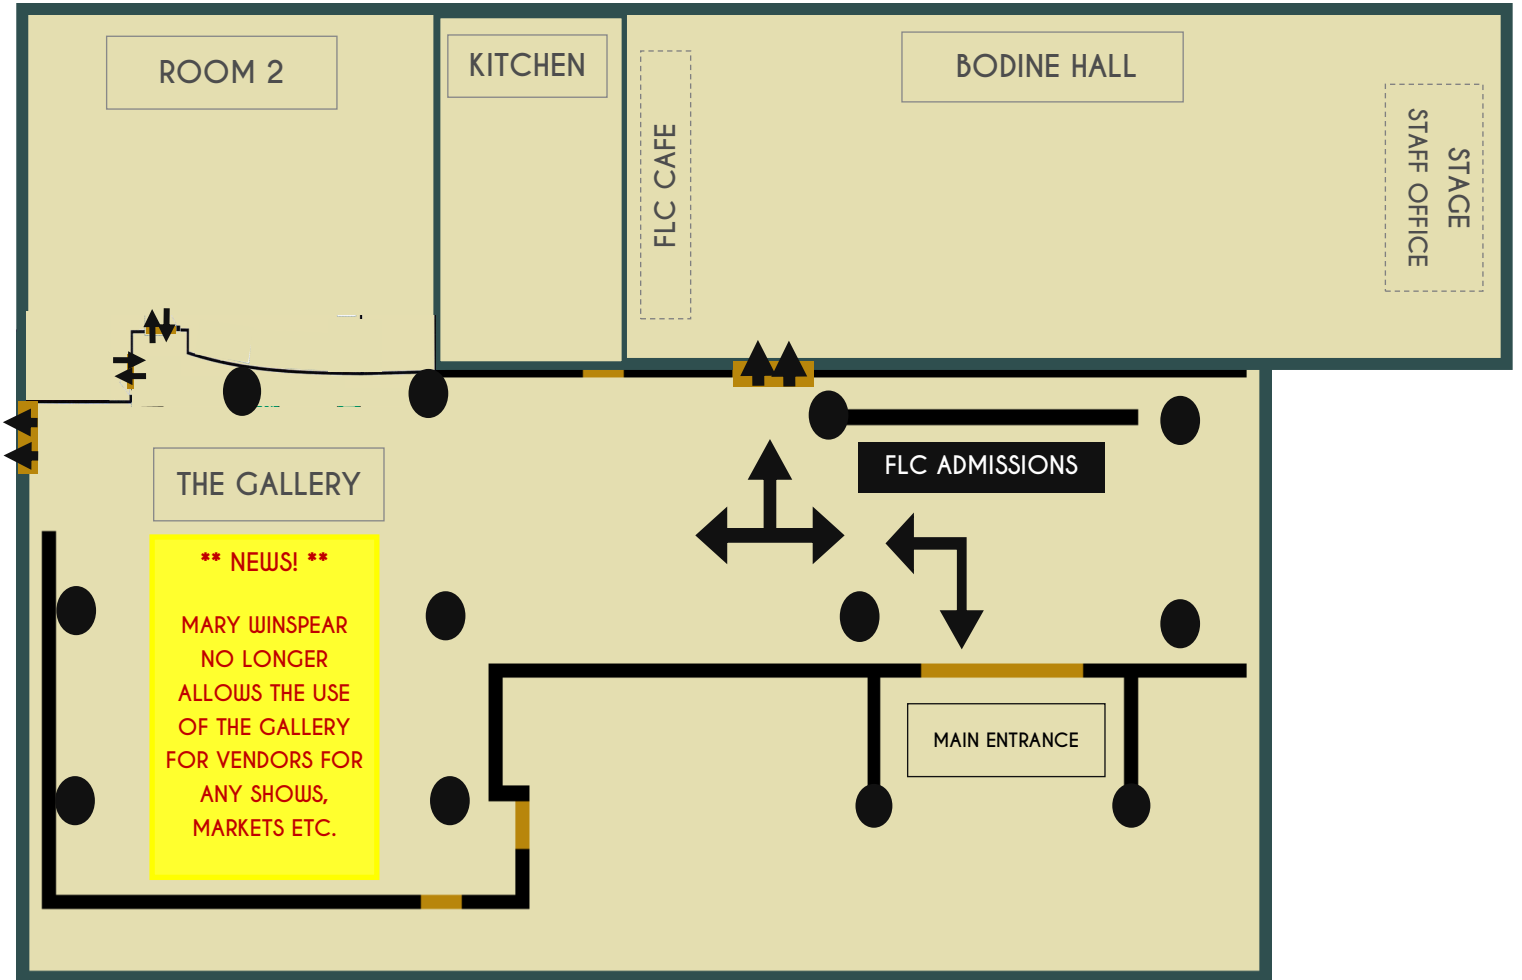 ROOM 2
KITCHEN
BODINE HALL
FLC CAFE
STAGE
STAFF OFFICE
FLC ADMISSIONS
THE GALLERY
** NEWS! **
MARY WINSPEAR
NO LONGER
ALLOWS THE USE
OF THE GALLERY
FOR VENDORS FOR
ANY SHOWS,
MARKETS ETC.
MAIN ENTRANCE